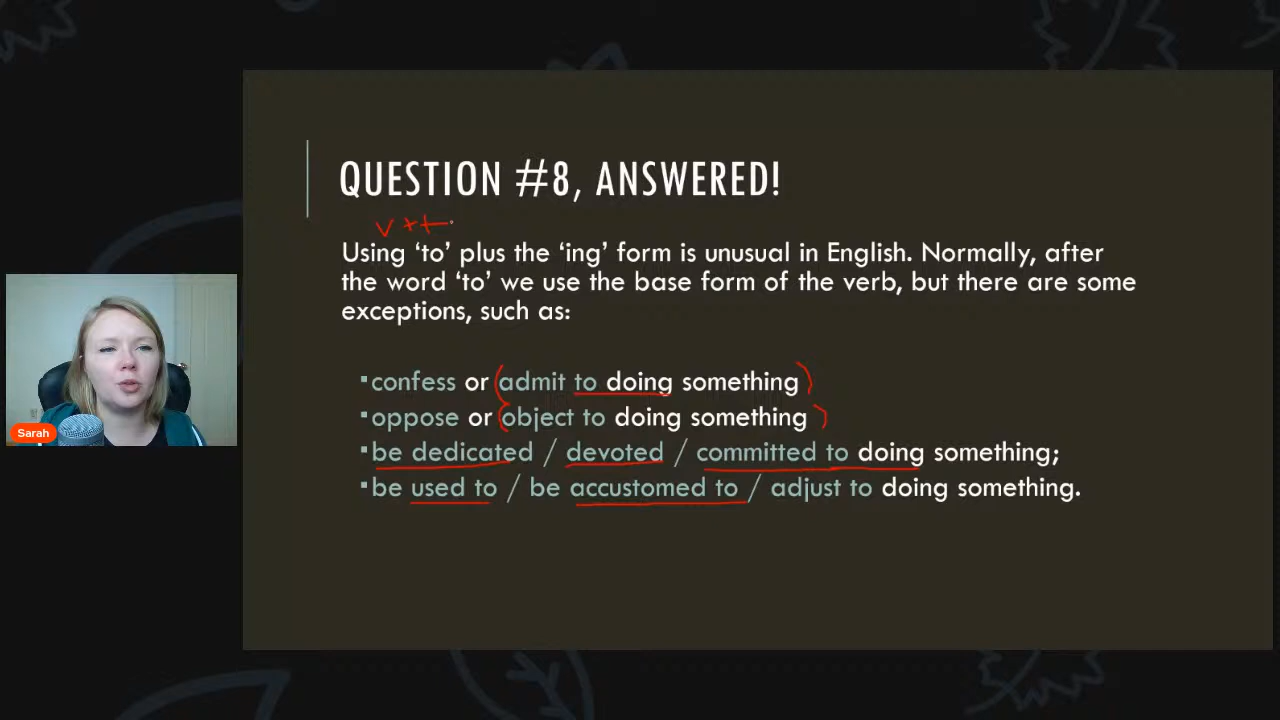 QUESTION #8, ANSWERED!
v + t
Using ‘to’ plus the ‘ing’ form is unusual in English. Normally, after
the word ‘to’ we use the base form of the verb, but there are some
exceptions, such as:
▪confess or (admit to doing something)
▪oppose or (object to doing something)
▪be dedicated / devoted / committed to doing something;
▪be used to / be accustomed to / adjust to doing something.
Sarah